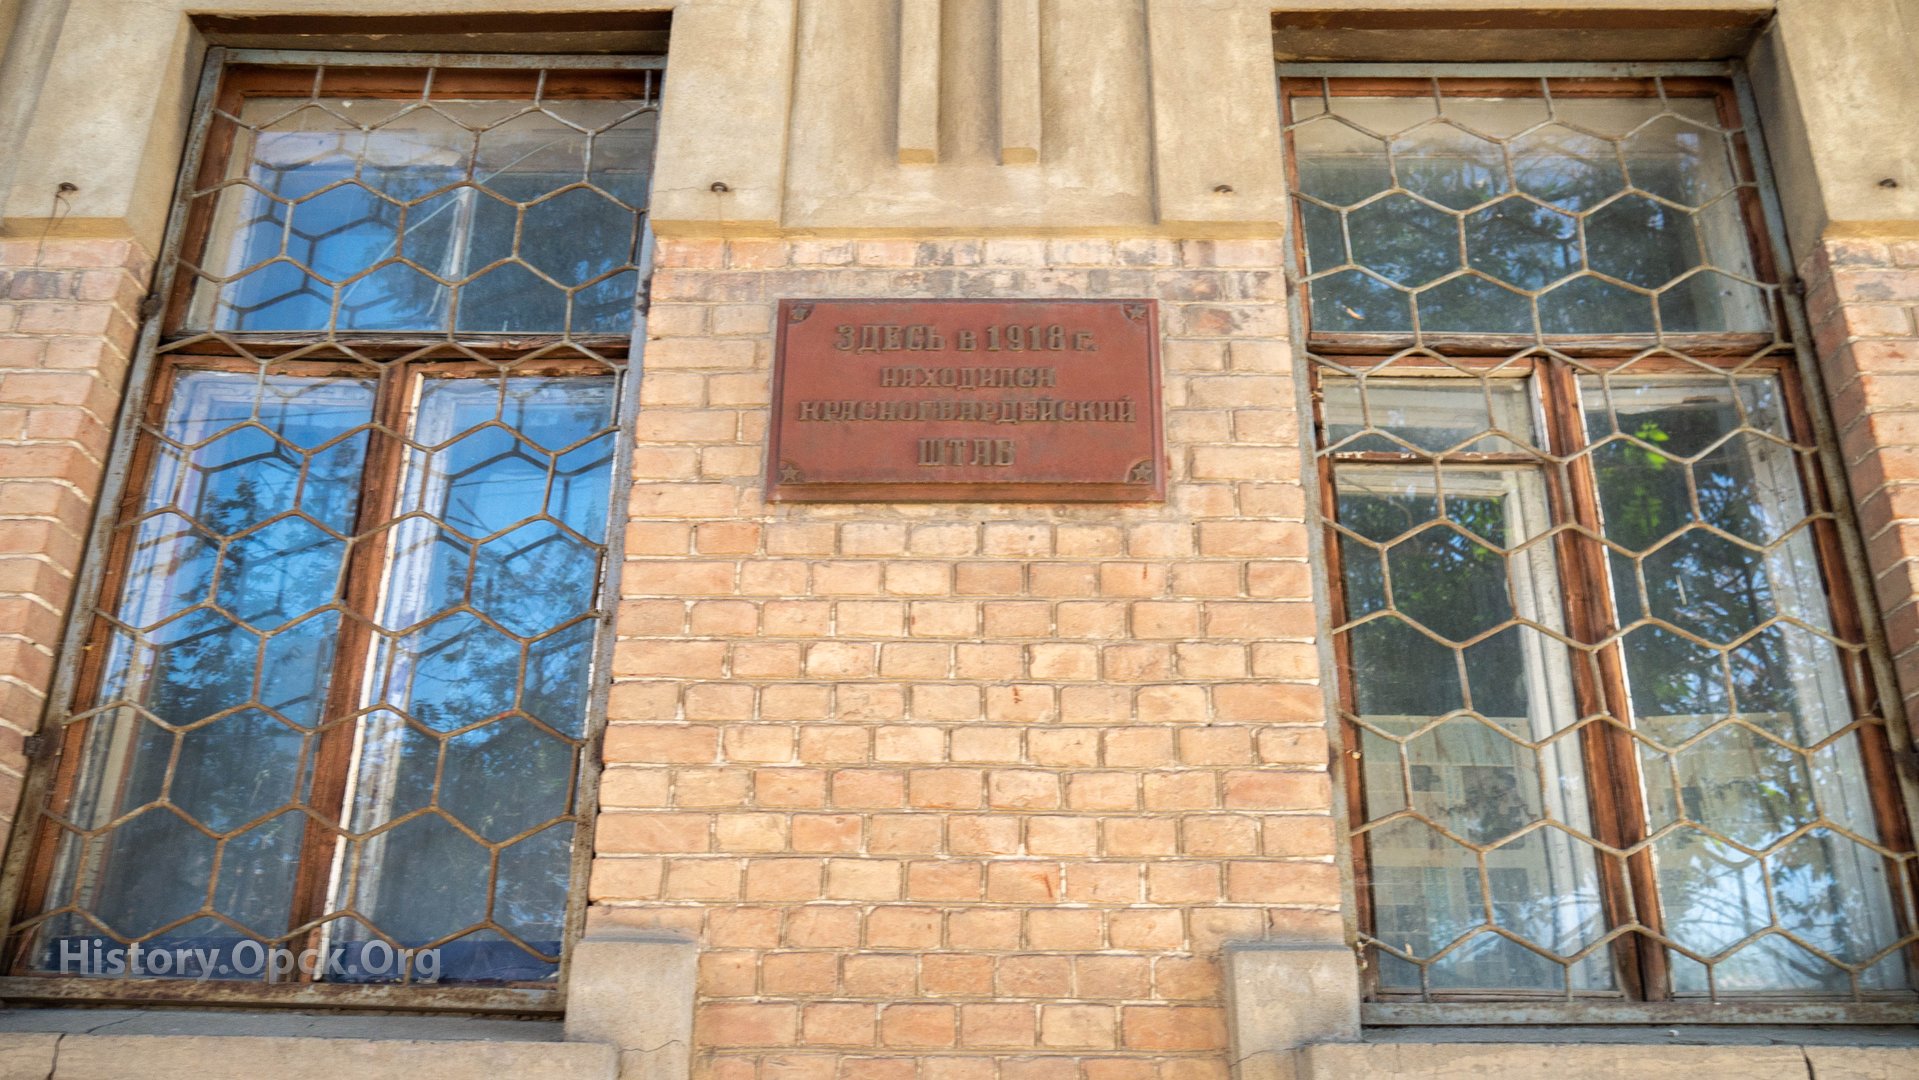 ЗДЕСЬ в 1918 г.
НАХОДИЛСЯ
КРАСНОГВАРДЕЙСКИЙ
ШТАБ
History.Opck.Org